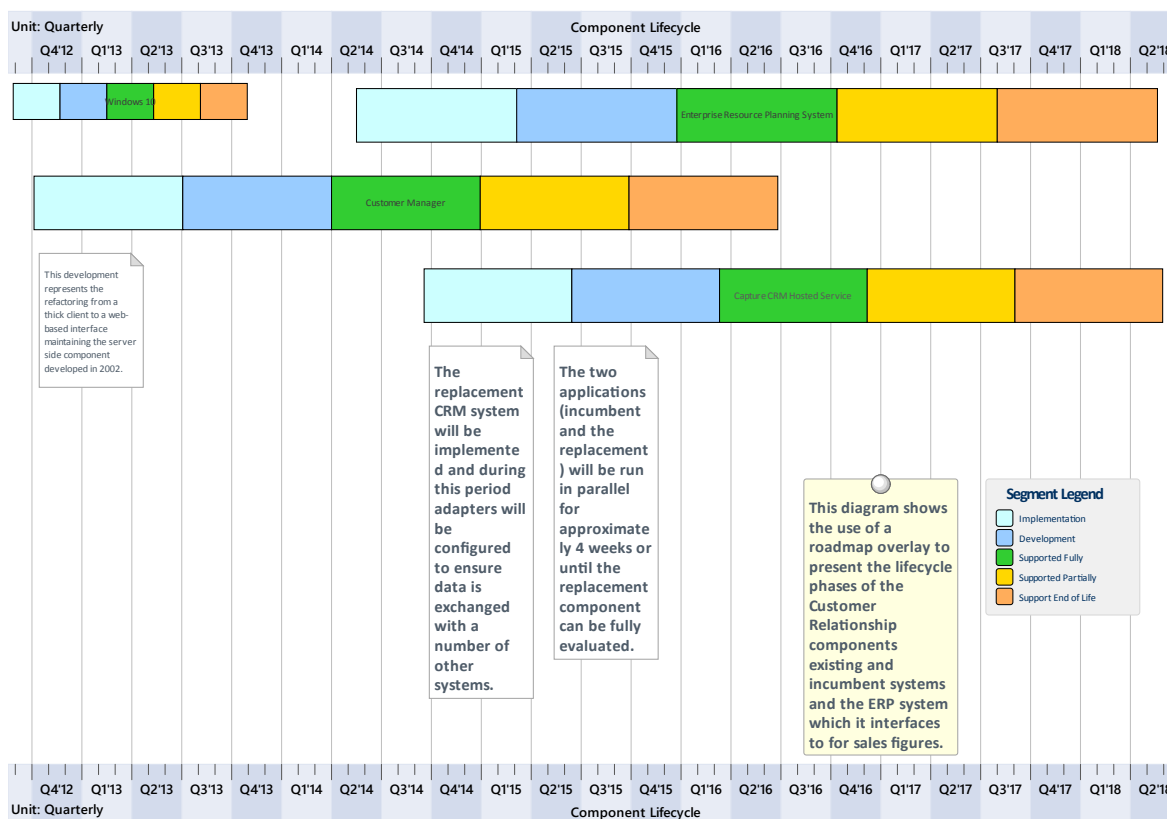 Unit: Quarterly
Component Lifecycle
Q4'12 Q1'13 Q2'13 Q3'13 Q4'13 Q1'14 Q2'14 Q3'14 Q4'14 Q1'15 Q2'15 Q3'15 Q4'15 Q1'16 Q2'16 Q3'16 Q4'16 Q1'17 Q2'17 Q3'17 Q4'17 Q1'18 Q2'18
Windows 10
Enterprise Resource Planning System
Customer Manager
This development
represents the
refactoring from a
thick client to a web-
based interface
maintaining the server
side component
developed in 2002.
Capture CRM Hosted Service
The
replacement
CRM system
will be
implemente
d and during
this period
adapters will
be
configured
to ensure
data is
exchanged
with a
number of
other
systems.
The two
applications
(incumbent
and the
replacement
) will be run
in parallel
for
approximate
ly 4 weeks or
until the
replacement
component
can be fully
evaluated.
This diagram shows
the use of a
roadmap overlay to
present the lifecycle
phases of the
Customer
Relationship
components
existing and
incumbent systems
and the ERP system
which it interfaces
to for sales figures.
Segment Legend
Implementation
Development
Supported Fully
Supported Partially
Support End of Life
Q4'12 Q1'13 Q2'13 Q3'13 Q4'13 Q1'14 Q2'14 Q3'14 Q4'14 Q1'15 Q2'15 Q3'15 Q4'15 Q1'16 Q2'16 Q3'16 Q4'16 Q1'17 Q2'17 Q3'17 Q4'17 Q1'18 Q2'18
Unit: Quarterly
Component Lifecycle